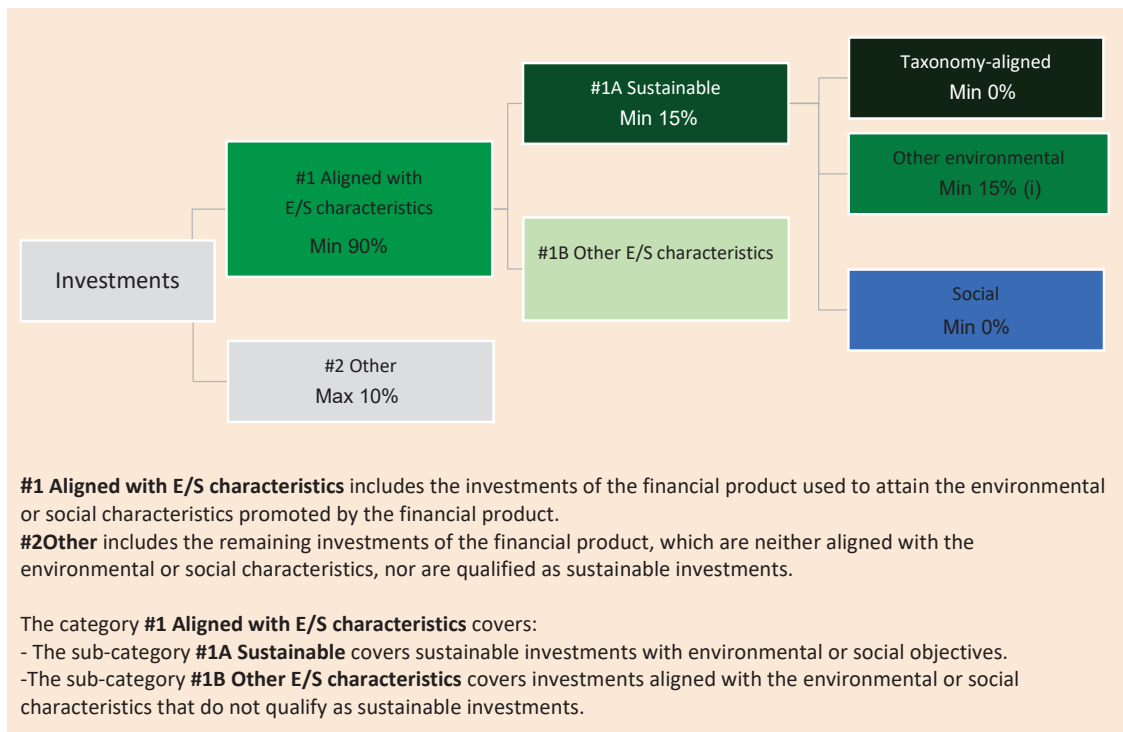 Taxonomy-aligned
Min 0%
#1A Sustainable
Min 15%
Other environmental
Min 15% (i)
#1 Aligned with
E/S characteristics
Min 90%
#1B Other E/S characteristics
Investments
Social
Min 0%
#2 Other
Max 10%
#1 Aligned with E/S characteristics includes the investments of the financial product used to attain the environmental
or social characteristics promoted by the financial product.
#2Other includes the remaining investments of the financial product, which are neither aligned with the
environmental or social characteristics, nor are qualified as sustainable investments.
The category #1 Aligned with E/S characteristics covers:
- The sub-category #1A Sustainable covers sustainable investments with environmental or social objectives.
-The sub-category #1B Other E/S characteristics covers investments aligned with the environmental or social
characteristics that do not qualify as sustainable investments.